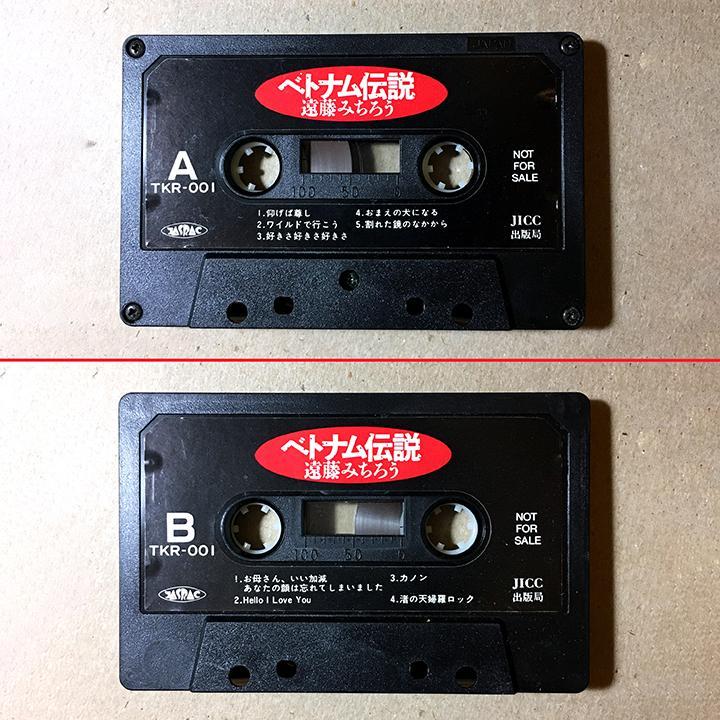 ベトナム伝説
遠藤みちろう
A
TKR-001
NOT
FOR
SALE
100 50 0
1.仰げば尊し
2.ワイルドで行こう
3.好きさ好きさ好きさ
4.おまえの犬になる
5.割れた鏡のなかから
JASRAC
JICC
出版局
ベトナム伝説
遠藤みちろう
B
TKR-001
NOT
FOR
SALE
100 50 0
1.お母さん、いい加減
あなたの顔は忘れてしまいました
2.Hello I Love You
3.カノン
4.渚の天婦羅ロック
JASRAC
JICC
出版局